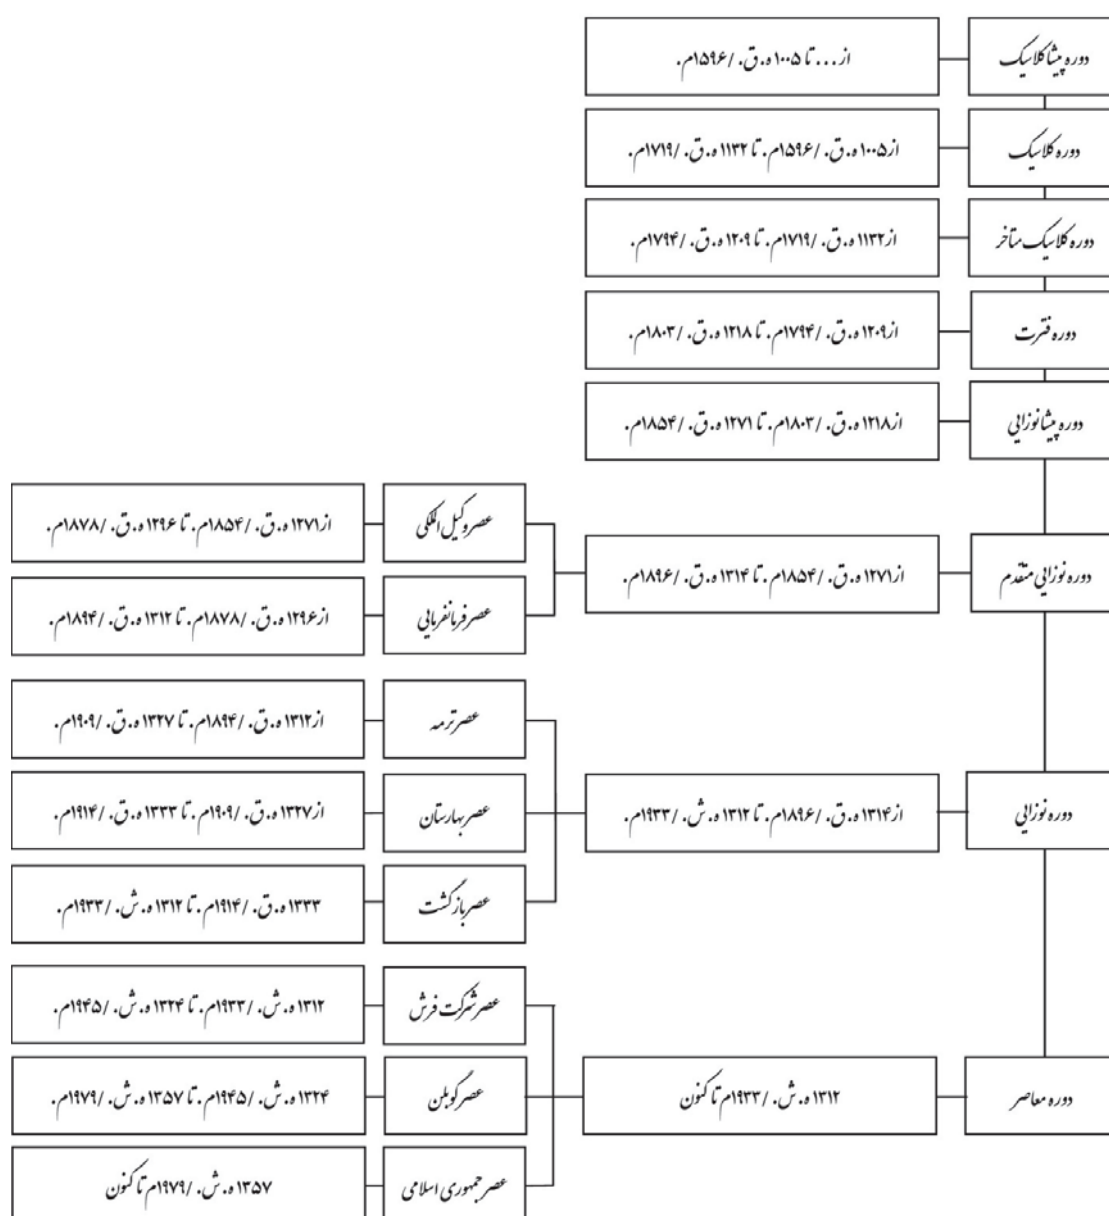 دوره پیشاکلاسیک
از ... تا ۱۰۰۵ ه‍.ق. /۱۵۹۶م.
دوره کلاسیک
از ۱۰۰۵ ه‍.ق. /۱۵۹۶م. تا ۱۱۳۲ ه‍.ق. /۱۷۱۹م.
دوره کلاسیک متأخر
از ۱۱۳۲ ه‍.ق. /۱۷۱۹م. تا ۱۲۰۹ ه‍.ق. /۱۷۹۴م.
دوره فترت
از ۱۲۰۹ ه‍.ق. /۱۷۹۴م. تا ۱۲۱۸ ه‍.ق. /۱۸۰۳م.
دوره پیشانوزایی
از ۱۲۱۸ ه‍.ق. /۱۸۰۳م. تا ۱۲۷۱ ه‍.ق. /۱۸۵۴م.
دوره نوزایی متقدم
از ۱۲۷۱ ه‍.ق. /۱۸۵۴م. تا ۱۳۱۴ ه‍.ق. /۱۸۹۶م.
عصر وکیل الملکی
از ۱۲۷۱ ه‍.ق. /۱۸۵۴م. تا ۱۲۹۶ ه‍.ق. /۱۸۷۸م.
عصر فرمانفرمایی
از ۱۲۹۶ ه‍.ق. /۱۸۷۸م. تا ۱۳۱۲ ه‍.ق. /۱۸۹۴م.
دوره نوزایی
از ۱۳۱۴ ه‍.ق. /۱۸۹۶م. تا ۱۳۱۲ ه‍.ش. /۱۹۳۳م.
عصر ترمه
از ۱۳۱۲ ه‍.ق. /۱۸۹۴م. تا ۱۳۲۷ ه‍.ق. /۱۹۰۹م.
عصر بهارستان
از ۱۳۲۷ ه‍.ق. /۱۹۰۹م. تا ۱۳۳۳ ه‍.ق. /۱۹۱۴م.
عصر بازگشت
۱۳۳۳ ه‍.ق. /۱۹۱۴م. تا ۱۳۱۲ ه‍.ش. /۱۹۳۳م.
دوره معاصر
۱۳۱۲ ه‍.ش. /۱۹۳۳م تا کنون
عصر شرکت فرش
۱۳۱۲ ه‍.ش. /۱۹۳۳م. تا ۱۳۲۴ ه‍.ش. /۱۹۴۵م.
عصر گوبلن
۱۳۲۴ ه‍.ش. /۱۹۴۵م. تا ۱۳۵۷ ه‍.ش. /۱۹۷۹م.
عصر جمهوری اسلامی
۱۳۵۷ ه‍.ش. /۱۹۷۹م تا کنون